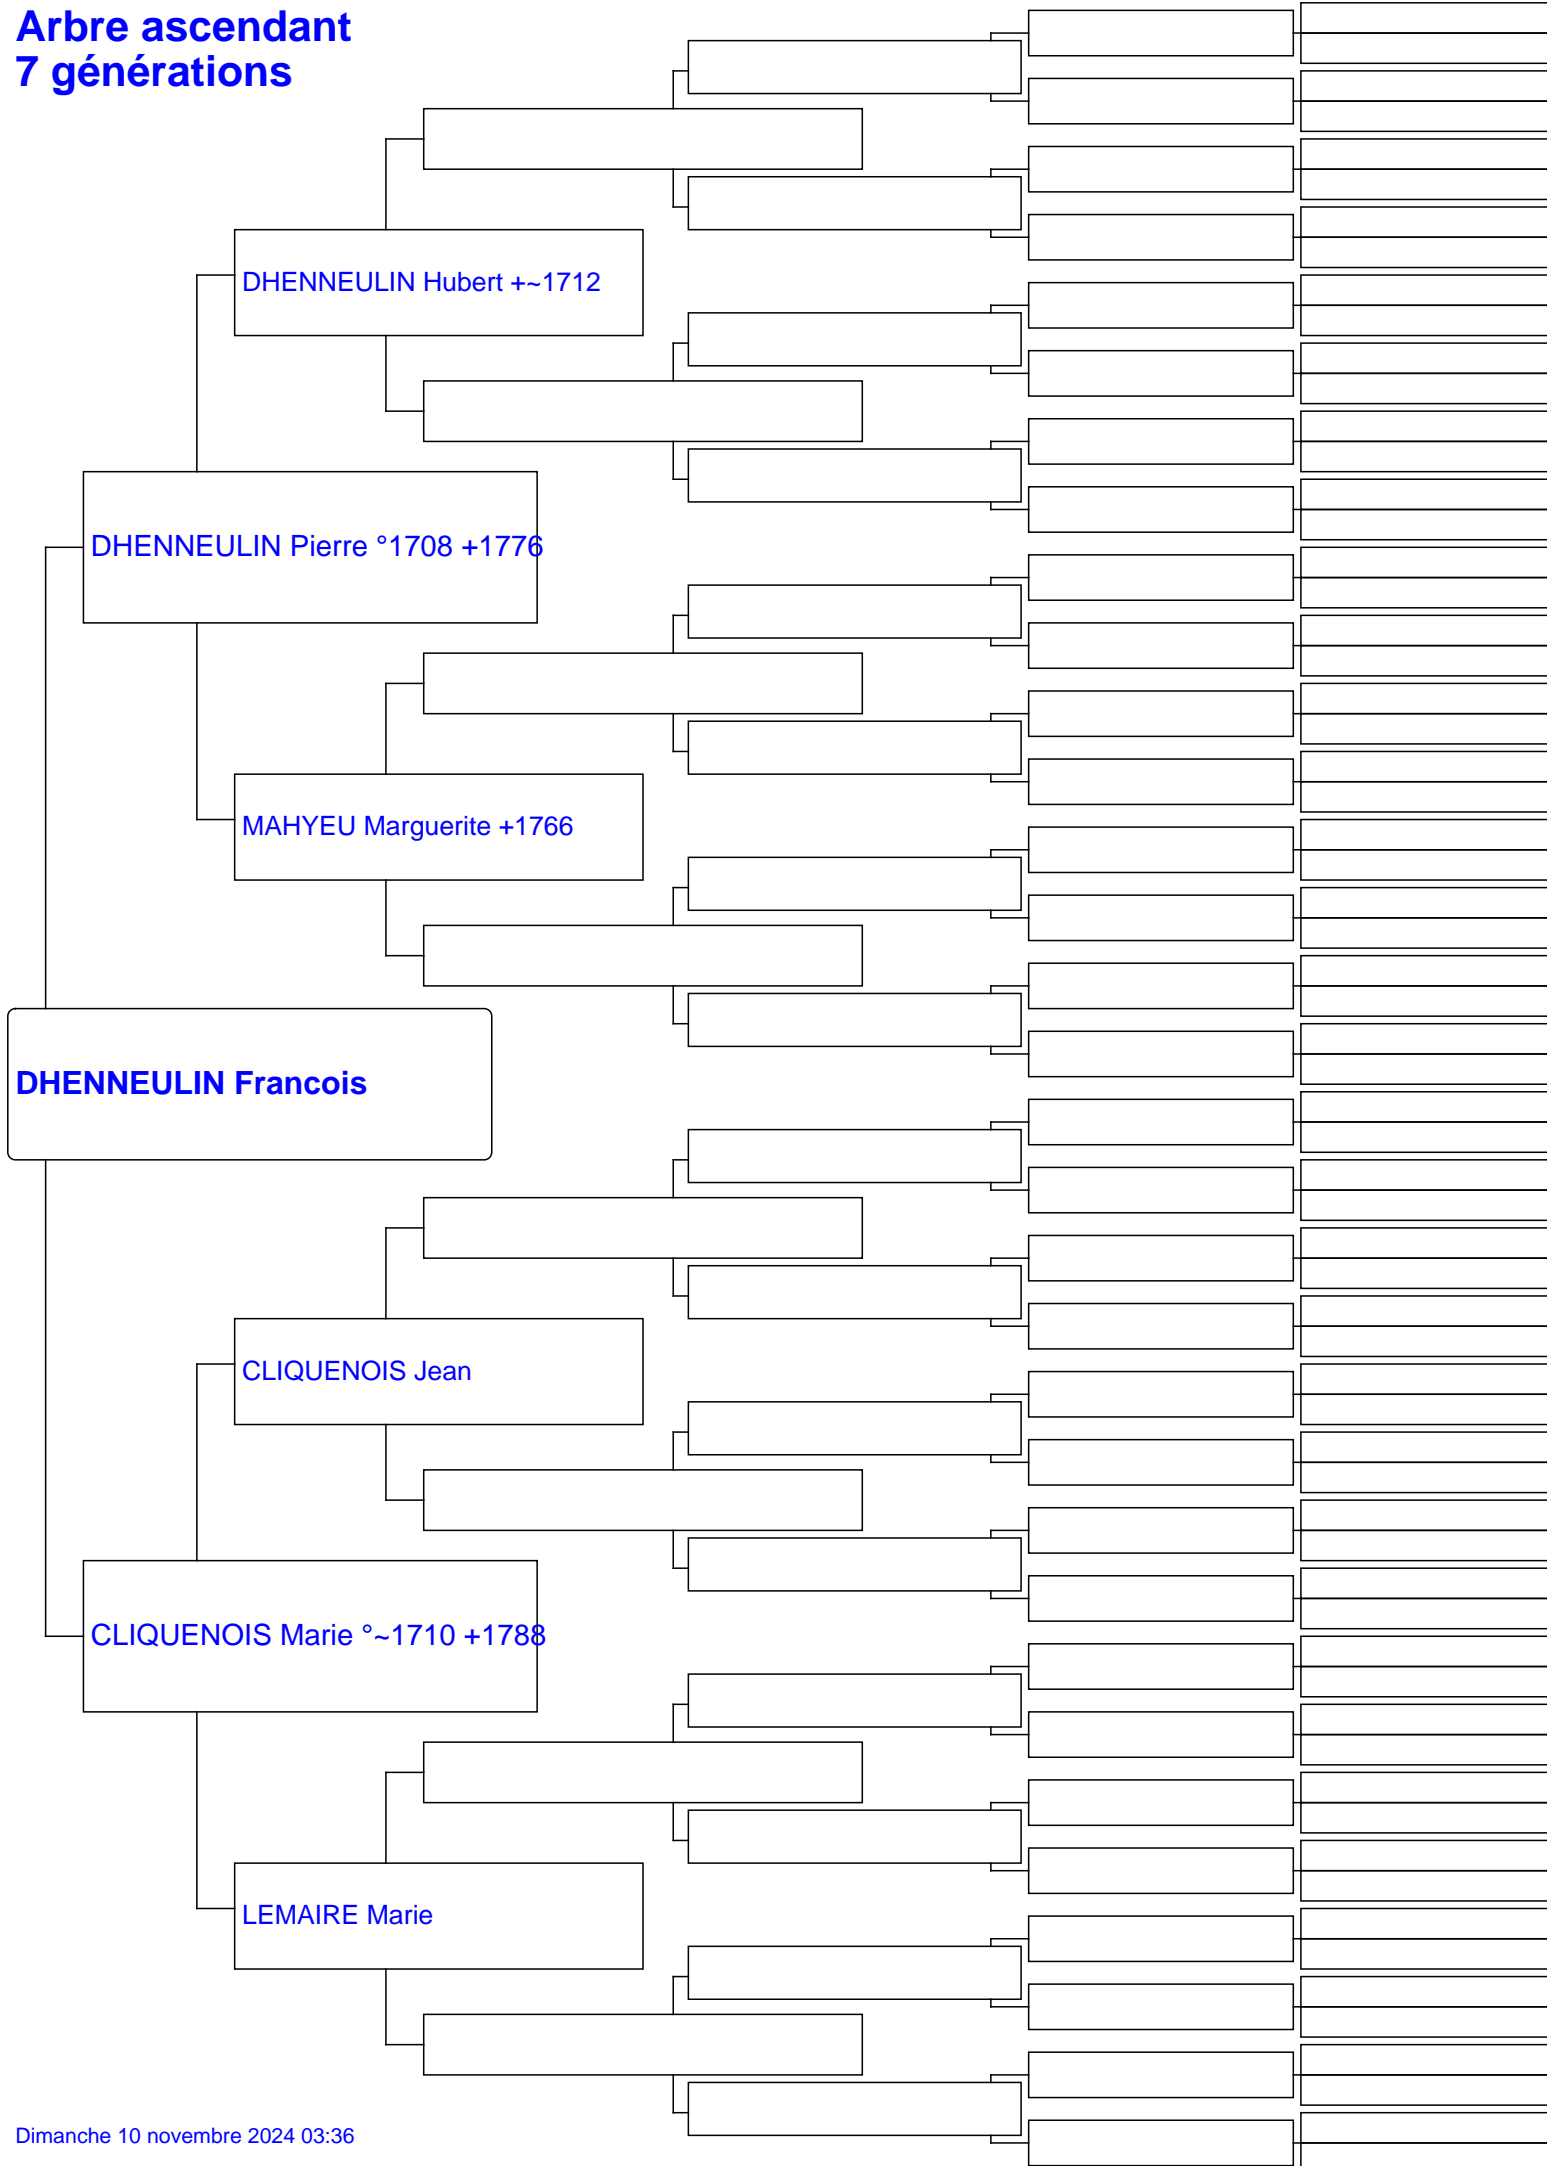 Arbre ascendant
7 générations
DHENNEULIN Hubert +~1712
DHENNEULIN Pierre °1708 +1776
MAHYEU Marguerite +1766
DHENNEULIN Francois
CLIQUENOIS Jean
CLIQUENOIS Marie °~1710 +1788
LEMAIRE Marie
Dimanche 10 novembre 2024 03:36